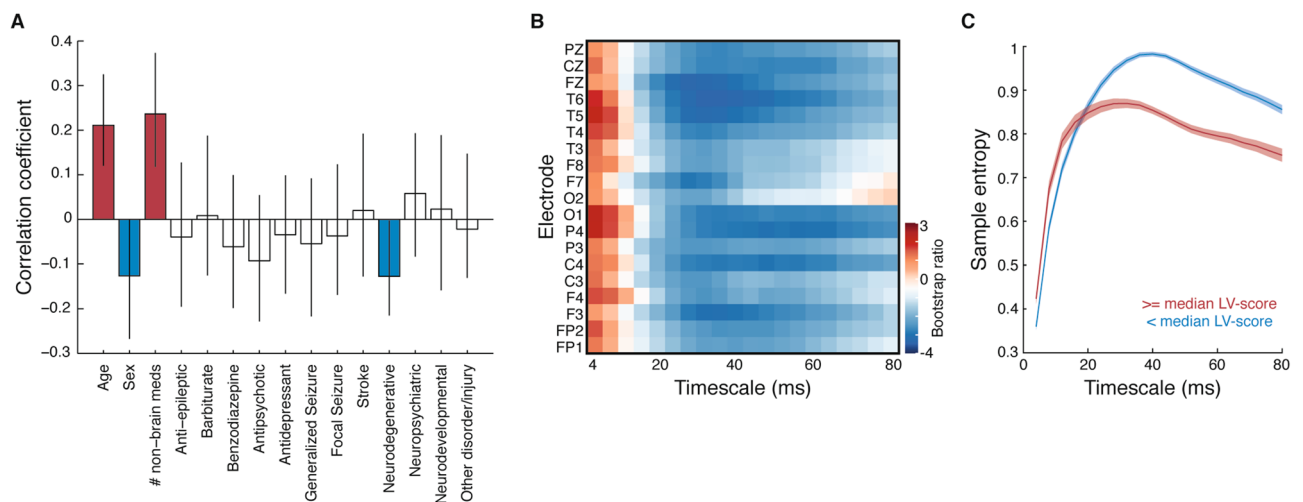 A
Correlation coefficient
0.4
0.3
0.2
0.1
0
−0.1
−0.2
−0.3
Age
Sex
# non−brain meds
Anti−epileptic
Barbiturate
Benzodiazepine
Antipsychotic
Antidepressant
Generalized Seizure
Focal Seizure
Stroke
Neurodegenerative
Neuropsychiatric
Neurodevelopmental
Other disorder/injury
B
Electrode
PZ
CZ
FZ
T6
T5
T4
T3
F8
F7
O2
O1
P4
P3
C4
C3
F4
F3
FP2
FP1
4
20
40
60
80
Timescale (ms)
3
-4
Bootstrap ratio
C
Sample entropy
1
0.9
0.8
0.7
0.6
0.5
0.4
0.3
>= median LV-score
< median LV-score
0
20
40
60
80
Timescale (ms)